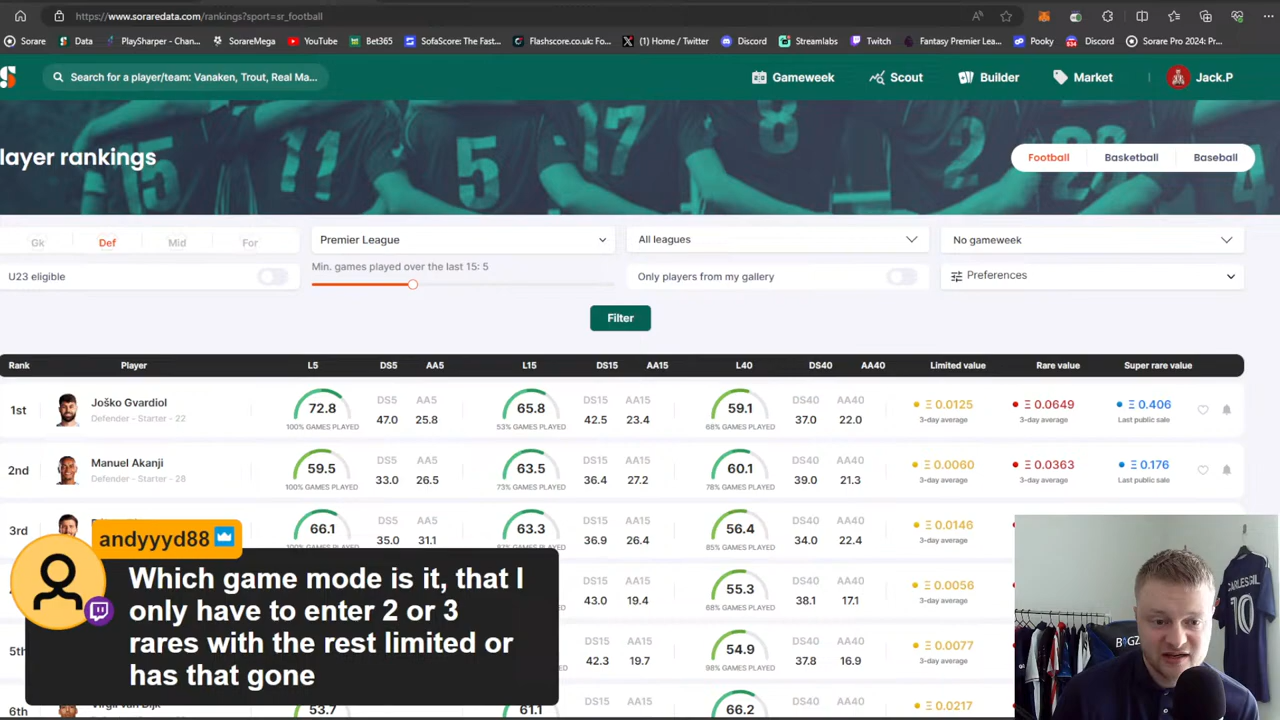 https://www.soraredata.com/rankings?sport=sr_football
Sorare Data PlaySharper - Chan... SorareMega YouTube Bet365 SofaScore: The Fast... Flashscore.co.uk: Fo... (1) Home / Twitter Discord Streamlabs Twitch Fantasy Premier Lea... Pooky Discord Sorare Pro 2024: Pr...
Search for a player/team: Vanaken, Trout, Real Ma... Gameweek Scout Builder Market Jack.P
layer rankings
Football Basketball Baseball
Gk Def Mid For Premier League All leagues No gameweek
U23 eligible Min. games played over the last 15: 5 Only players from my gallery Preferences
Filter
Rank Player L5 DS5 AA5 L15 DS15 AA15 L40 DS40 AA40 Limited value Rare value Super rare value
1st Joško Gvardiol 72.8 DS5 AA5 65.8 DS15 AA15 59.1 DS40 AA40 Ξ 0.0125 Ξ 0.0649 Ξ 0.406
Defender - Starter - 22 100% GAMES PLAYED 47.0 25.8 53% GAMES PLAYED 42.5 23.4 68% GAMES PLAYED 37.0 22.0 3-day average 3-day average Last public sale
2nd Manuel Akanji 59.5 DS5 AA5 63.5 DS15 AA15 60.1 DS40 AA40 Ξ 0.0060 Ξ 0.0363 Ξ 0.176
Defender - Starter - 28 100% GAMES PLAYED 33.0 26.5 73% GAMES PLAYED 36.4 27.2 78% GAMES PLAYED 39.0 21.3 3-day average 3-day average Last public sale
3rd 66.1 DS5 AA5 63.3 DS15 AA15 56.4 DS40 AA40 Ξ 0.0146
35.0 31.1 36.9 26.4 85% GAMES PLAYED 34.0 22.4 3-day average
DS15 AA15 55.3 DS40 AA40 Ξ 0.0056
43.0 19.4 68% GAMES PLAYED 38.1 17.1 3-day average
5th DS15 AA15 54.9 DS40 AA40 Ξ 0.0077
42.3 19.7 98% GAMES PLAYED 37.8 16.9 3-day average
6th Virgil van Dijk 53.7 DS5 AA5 61.1 DS15 AA15 66.2 DS40 AA40 Ξ 0.0217
andyyyd88
Which game mode is it, that I
only have to enter 2 or 3
rares with the rest limited or
has that gone
10